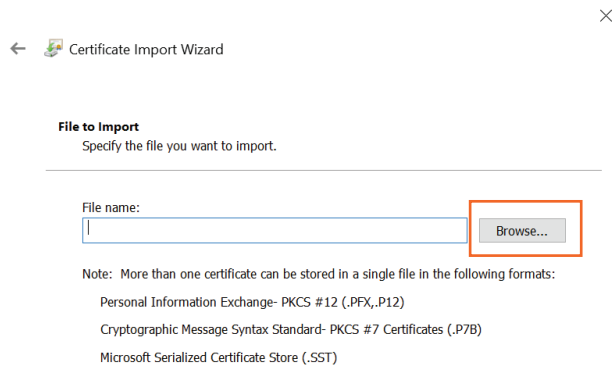 Certificate Import Wizard
File to Import
Specify the file you want to import.
File name:
Browse...
Note:  More than one certificate can be stored in a single file in the following formats:
Personal Information Exchange- PKCS #12 (.PFX,.P12)
Cryptographic Message Syntax Standard- PKCS #7 Certificates (.P7B)
Microsoft Serialized Certificate Store (.SST)